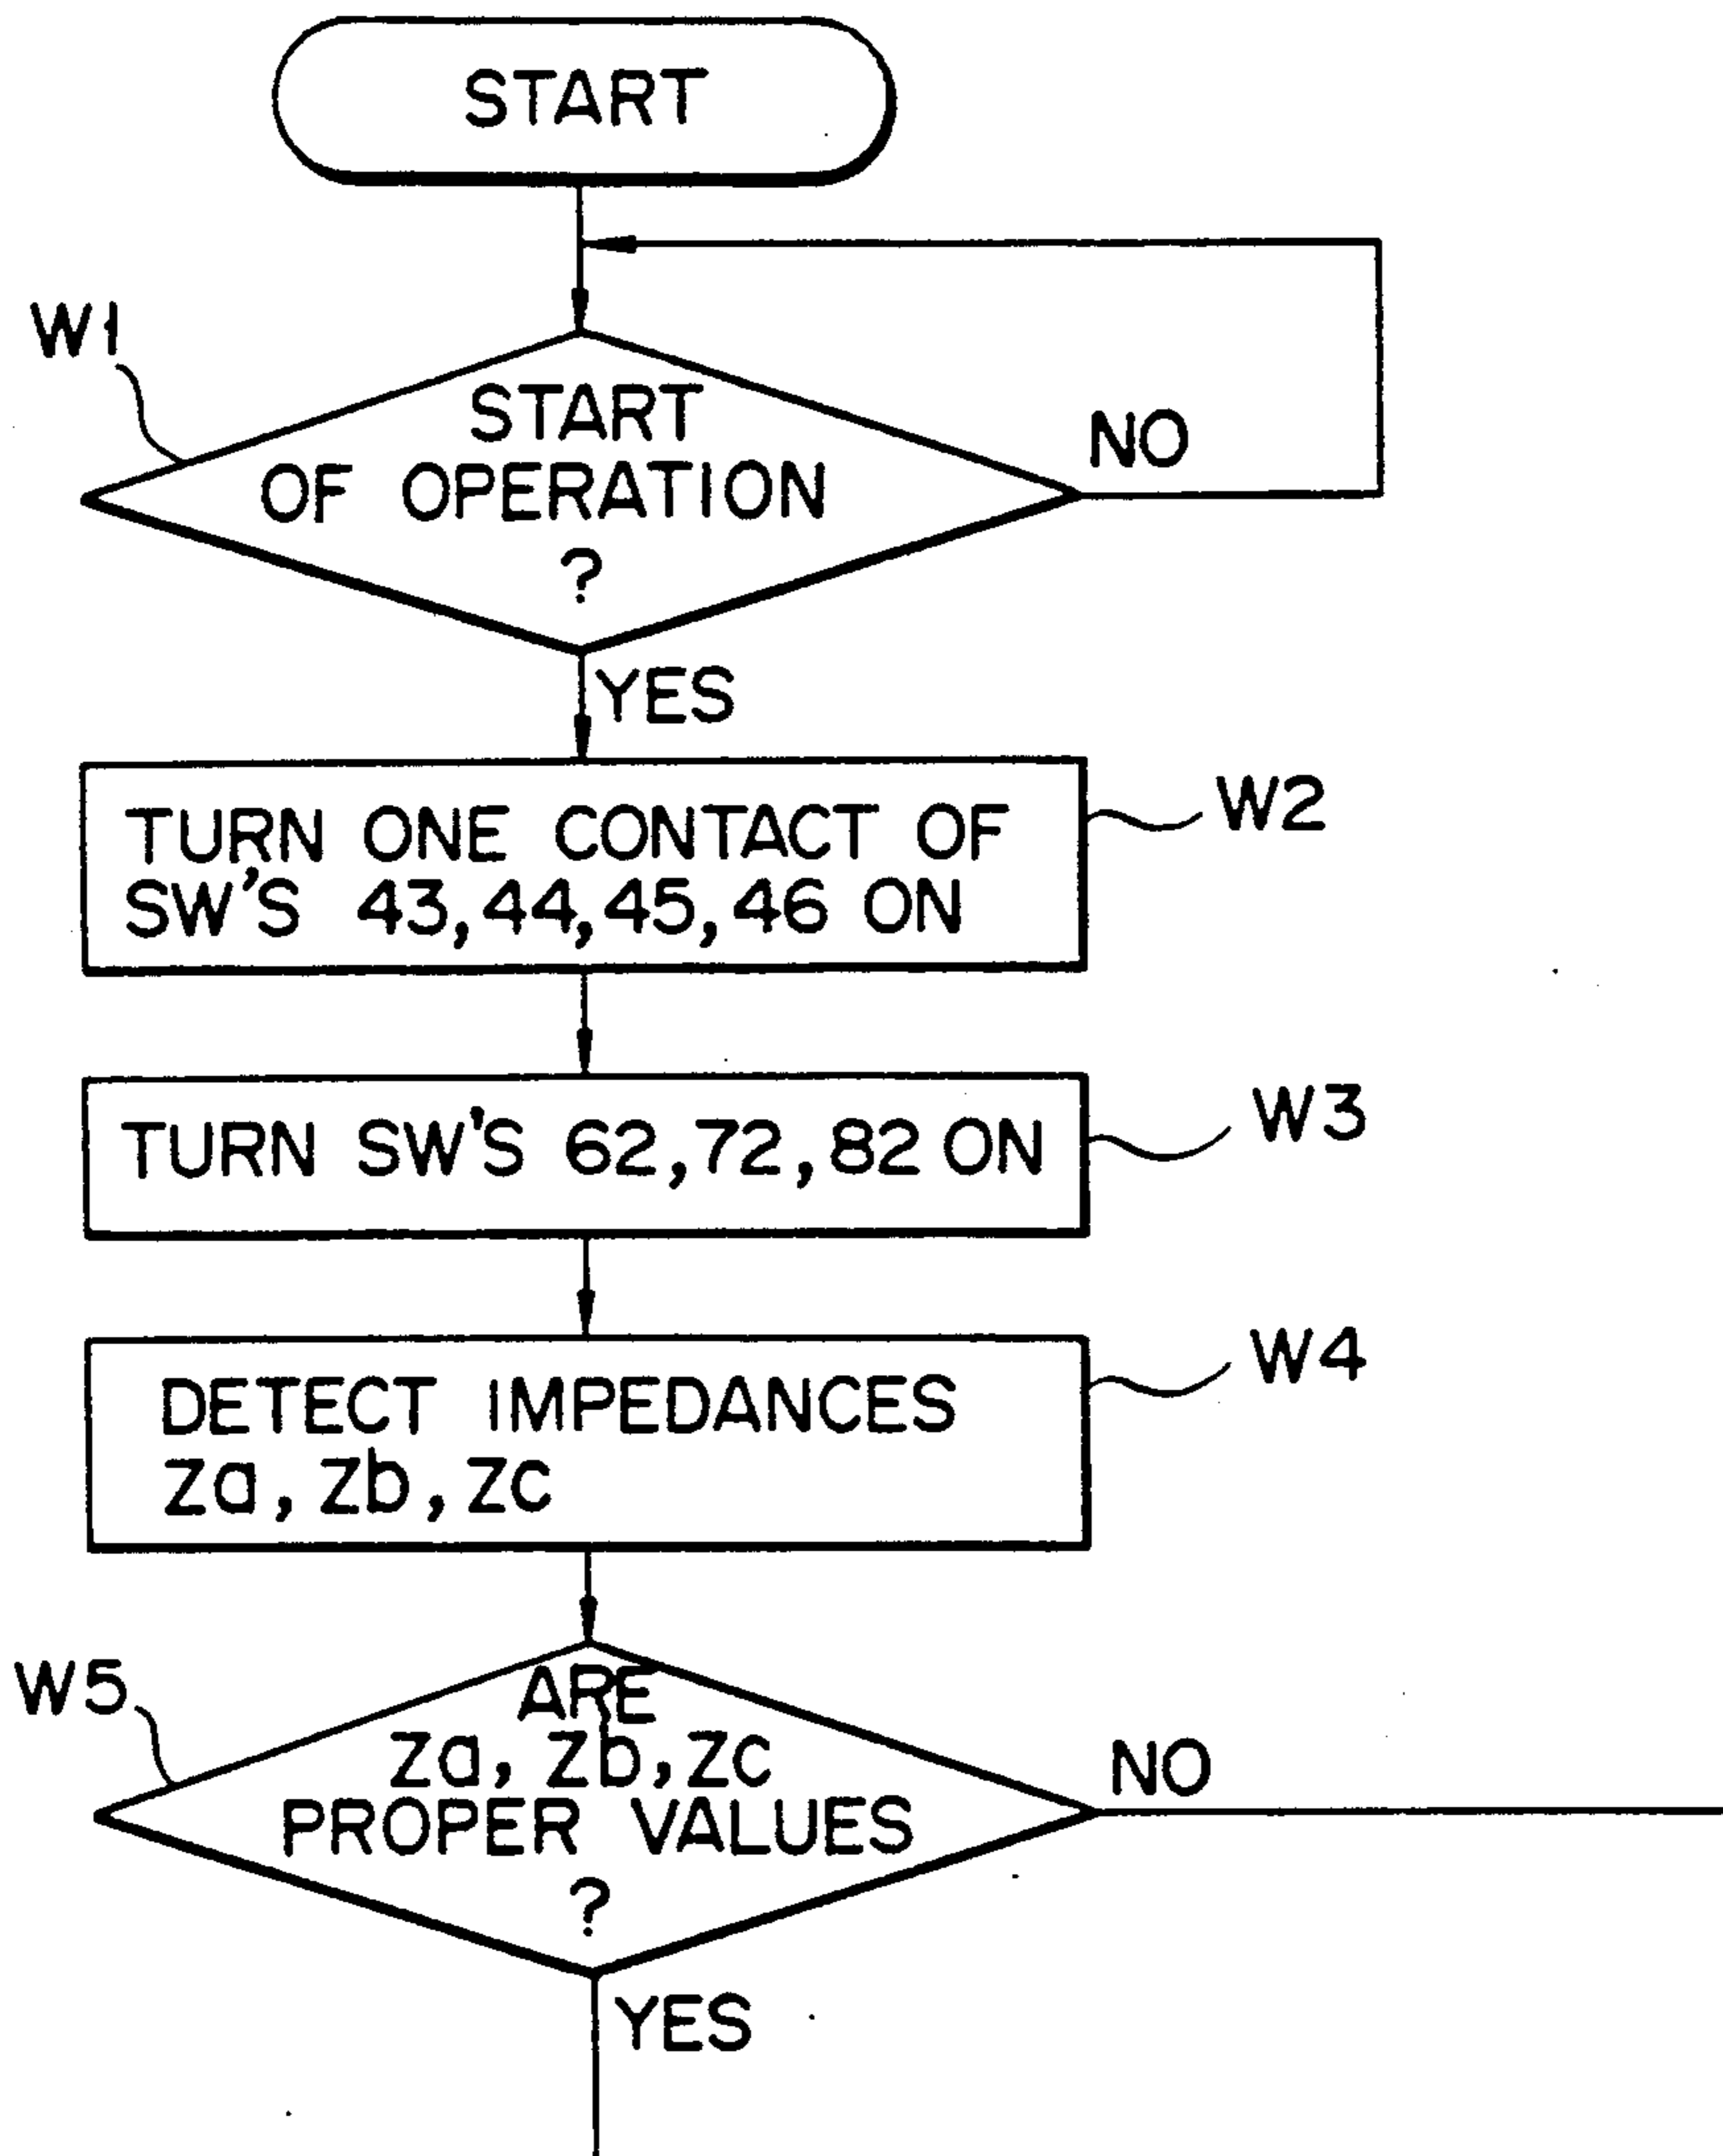 START
W1
START
OF OPERATION
?
NO
YES
TURN ONE CONTACT OF
SW'S 43,44,45,46 ON
W2
TURN SW'S 62,72,82 ON
W3
DETECT IMPEDANCES
Za, Zb, Zc
W4
W5
ARE
Za, Zb, Zc
PROPER VALUES
?
NO
YES